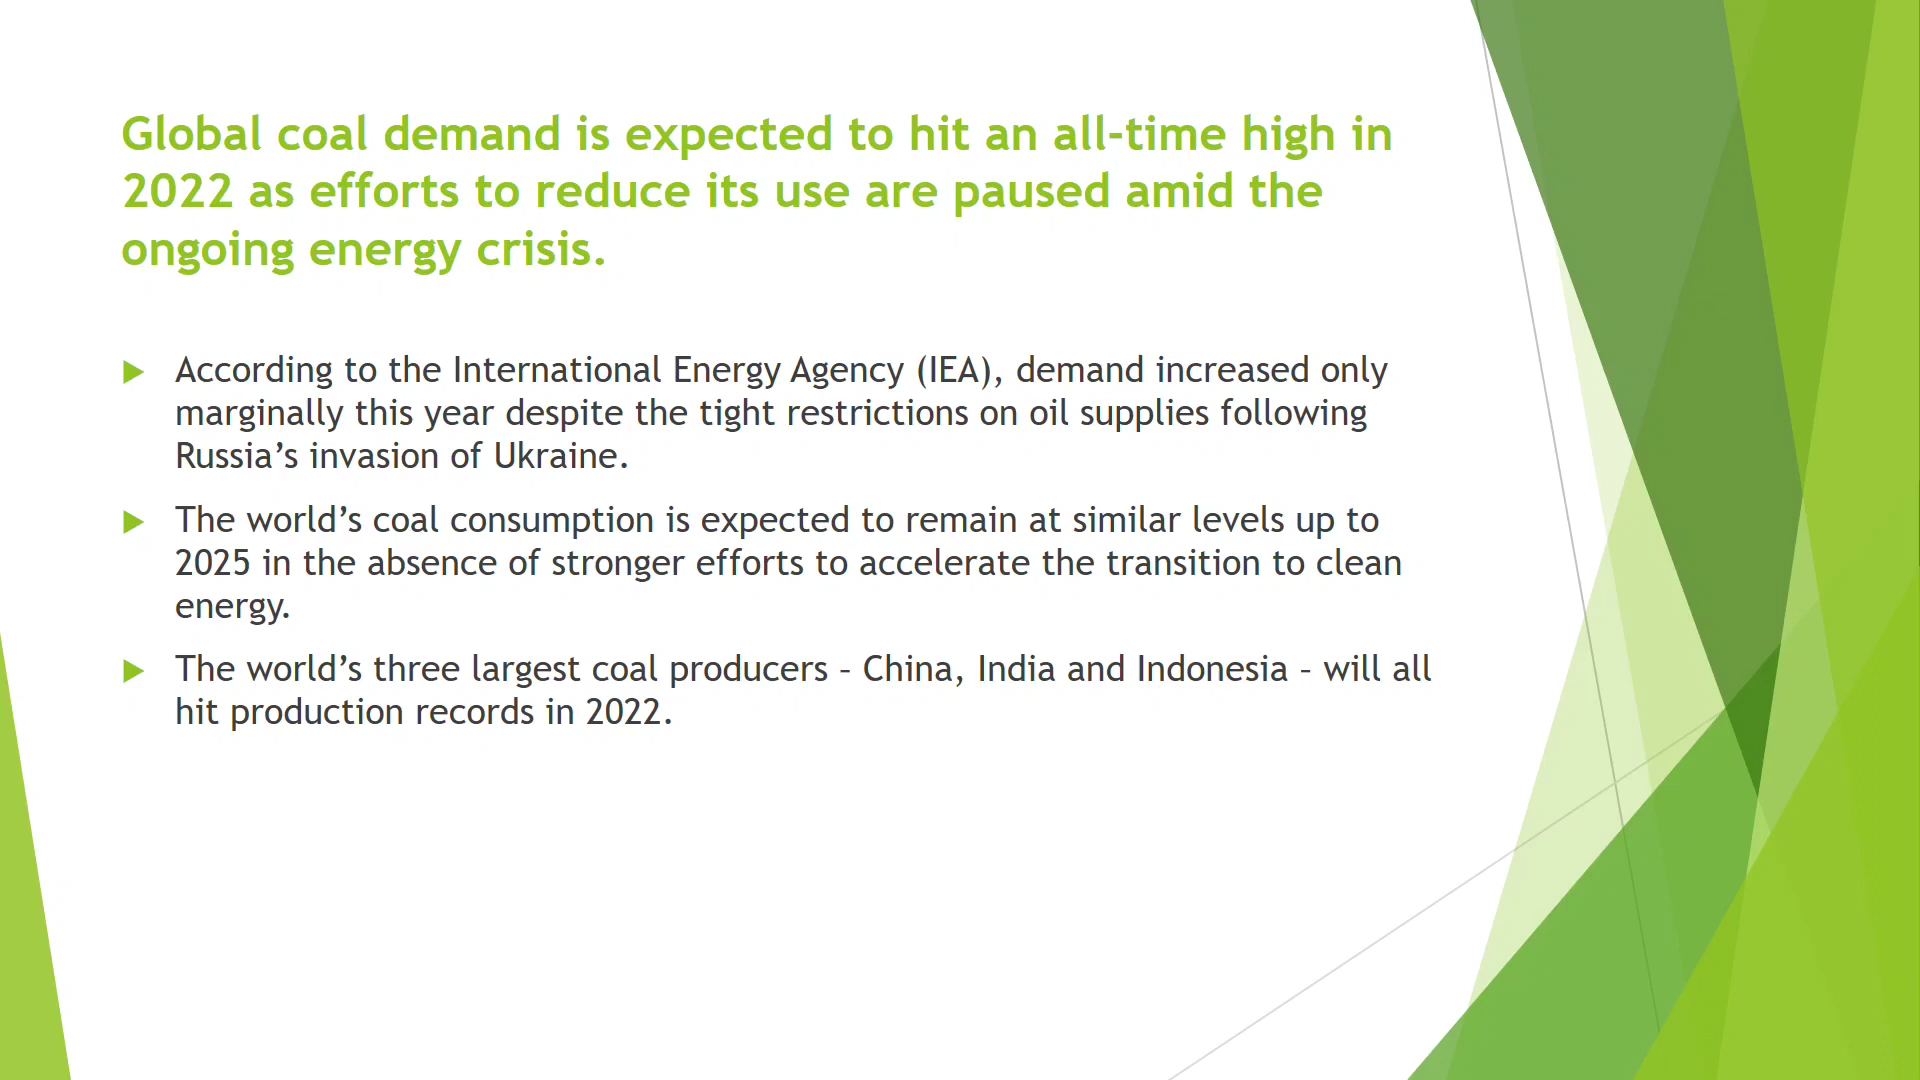 Global coal demand is expected to hit an all-time high in
2022 as efforts to reduce its use are paused amid the
ongoing energy crisis.
According to the International Energy Agency (IEA), demand increased only
marginally this year despite the tight restrictions on oil supplies following
Russia’s invasion of Ukraine.
The world’s coal consumption is expected to remain at similar levels up to
2025 in the absence of stronger efforts to accelerate the transition to clean
energy.
The world’s three largest coal producers – China, India and Indonesia – will all
hit production records in 2022.